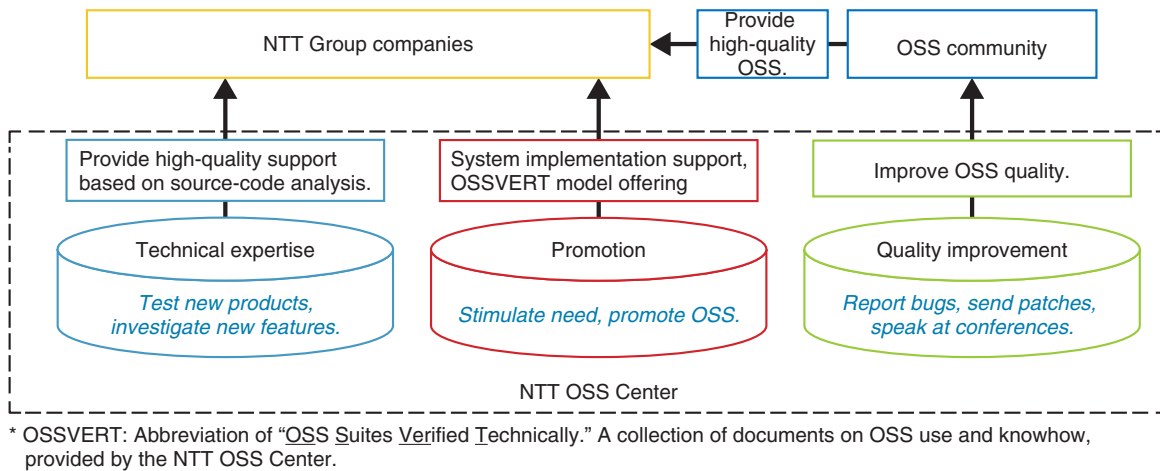 NTT Group companies
Provide
high-quality
OSS.
OSS community
Provide high-quality support
based on source-code analysis.
System implementation support,
OSSVERT model offering
Improve OSS quality.
Technical expertise
Test new products,
investigate new features.
Promotion
Stimulate need, promote OSS.
Quality improvement
Report bugs, send patches,
speak at conferences.
NTT OSS Center
* OSSVERT: Abbreviation of “OSS Suites Verified Technically.” A collection of documents on OSS use and knowhow,
provided by the NTT OSS Center.